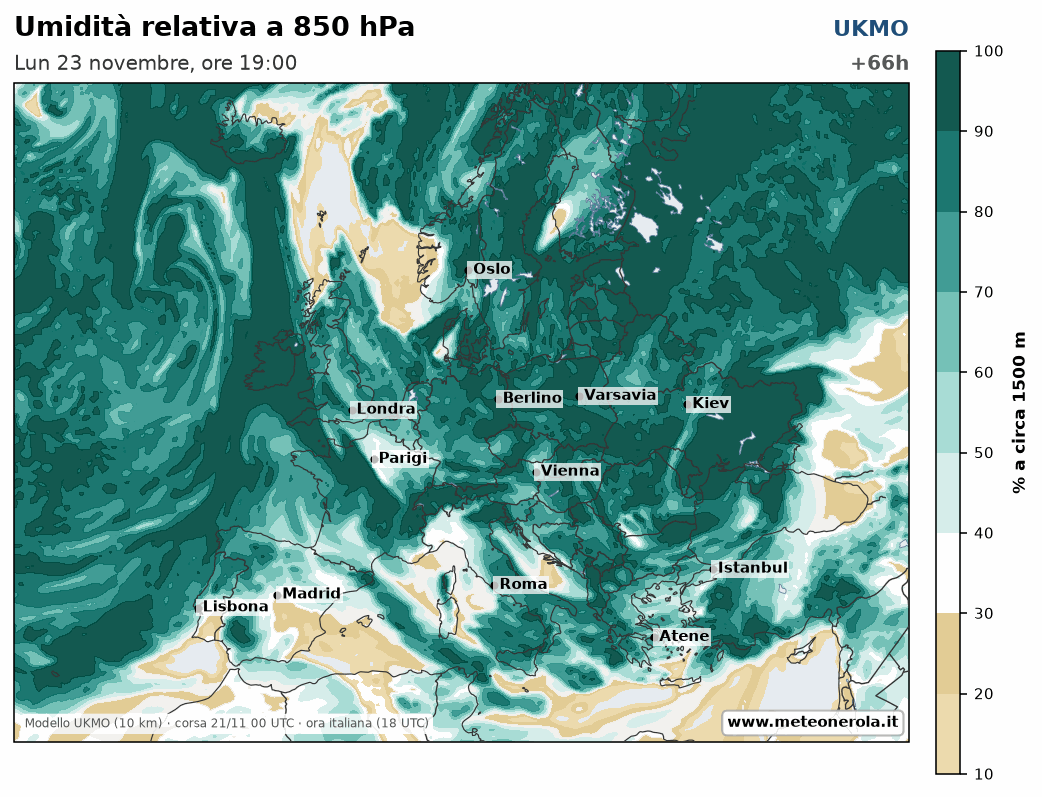 Umidità relativa a 850 hPa
UKMO
Lun 23 novembre, ore 19:00
+66h
100
90
80
70
60
50
40
30
20
10
% a circa 1500 m
Oslo
Berlino
Varsavia
Kiev
Londra
Parigi
Vienna
Istanbul
Roma
Madrid
Lisbona
Atene
Modello UKMO (10 km) · corsa 21/11 00 UTC · ora italiana (18 UTC)
www.meteonerola.it